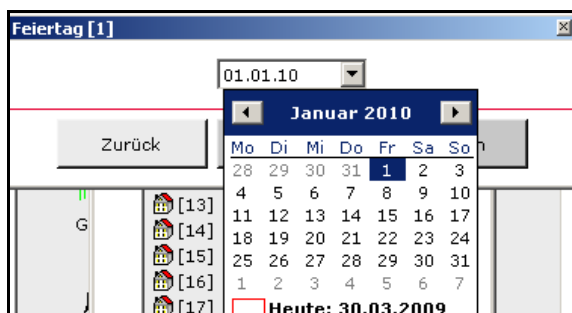 Feiertag [1]
01.01.10
Januar 2010
Zurück
Mo Di Mi Do Fr Sa So
28 29 30 31 1 2 3
4 5 6 7 8 9 10
11 12 13 14 15 16 17
18 19 20 21 22 23 24
25 26 27 28 29 30 31
1 2 3 4 5 6 7
Heute: 30.03.2009
G
[13]
[14]
[15]
[16]
[17]